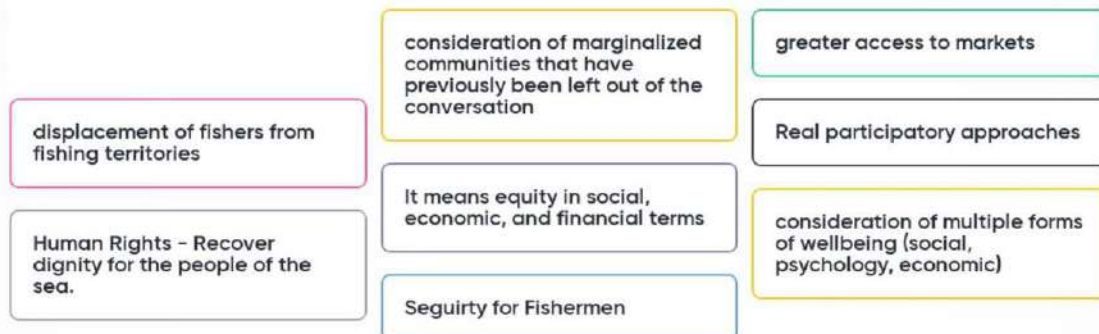 displacement of fishers from
fishing territories
Human Rights - Recover
dignity for the people of the
sea.
consideration of marginalized
communities that have
previously been left out of the
conversation
It means equity in social,
economic, and financial terms
Seguirty for Fishermen
greater access to markets
Real participatory approaches
consideration of multiple forms
of wellbeing (social,
psychology, economic)